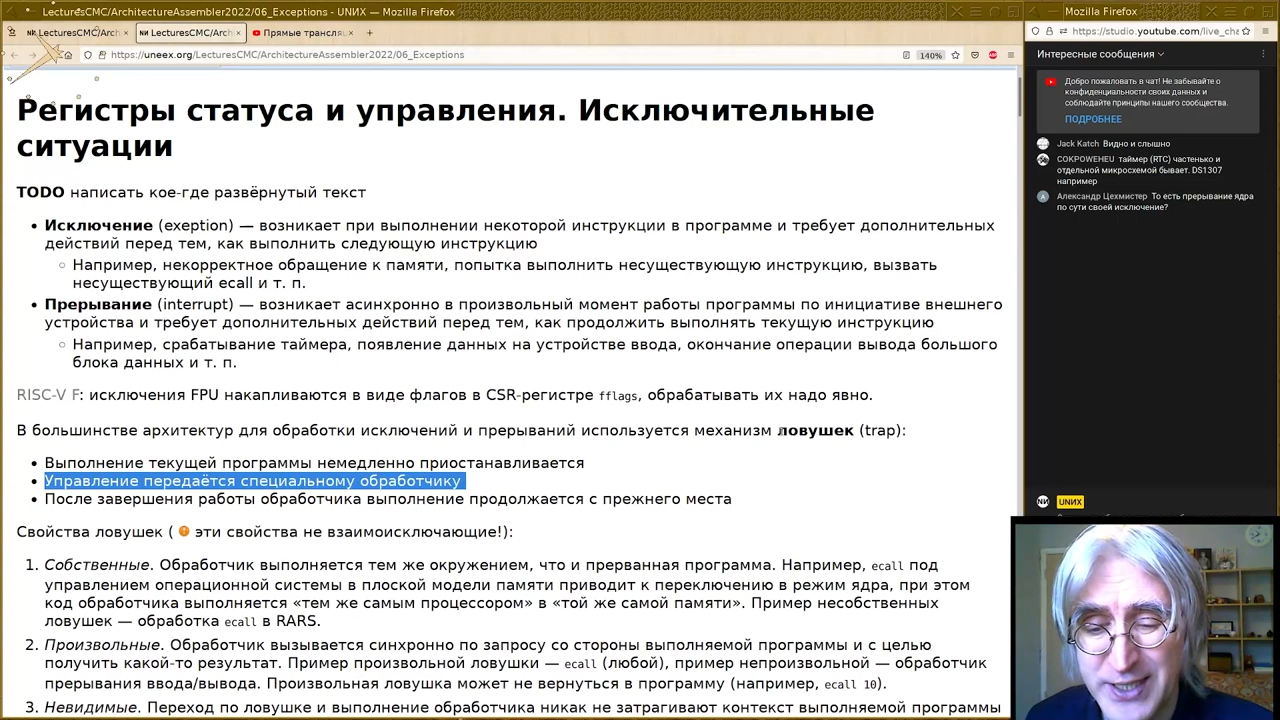 LecturesCMC/ArchitectureAssembler2022/06_Exceptions - UNИX — Mozilla Firefox
LecturesCMC/Arch
LecturesCMC/Arch
Прямые трансляц
https://uneex.org/LecturesCMC/ArchitectureAssembler2022/06_Exceptions
140%
Регистры статуса и управления. Исключительные
ситуации
TODO написать кое-где развёрнутый текст
• Исключение (exeption) — возникает при выполнении некоторой инструкции в программе и требует дополнительных
действий перед тем, как выполнить следующую инструкцию
◦ Например, некорректное обращение к памяти, попытка выполнить несуществующую инструкцию, вызвать
несуществующий ecall и т. п.
• Прерывание (interrupt) — возникает асинхронно в произвольный момент работы программы по инициативе внешнего
устройства и требует дополнительных действий перед тем, как продолжить выполнять текущую инструкцию
◦ Например, срабатывание таймера, появление данных на устройстве ввода, окончание операции вывода большого
блока данных и т. п.
RISC-V F: исключения FPU накапливаются в виде флагов в CSR-регистре fflags, обрабатывать их надо явно.
В большинстве архитектур для обработки исключений и прерываний используется механизм ловушек (trap):
• Выполнение текущей программы немедленно приостанавливается
• Управление передаётся специальному обработчику
• После завершения работы обработчика выполнение продолжается с прежнего места
Свойства ловушек ( эти свойства не взаимоисключающие!):
1. Собственные. Обработчик выполняется тем же окружением, что и прерванная программа. Например, ecall под
управлением операционной системы в плоской модели памяти приводит к переключению в режим ядра, при этом
код обработчика выполняется «тем же самым процессором» в «той же самой памяти». Пример несобственных
ловушек — обработка ecall в RARS.
2. Произвольные. Обработчик вызывается синхронно по запросу со стороны выполняемой программы и с целью
получить какой-то результат. Пример произвольной ловушки — ecall (любой), пример непроизвольной — обработчик
прерывания ввода/вывода. Произвольная ловушка может не вернуться в программу (например, ecall 10).
3. Невидимые. Переход по ловушке и выполнение обработчика никак не затрагивают контекст выполняемой программы
Mozilla Firefox
https://studio.youtube.com/live_cha
Интересные сообщения
Добро пожаловать в чат! Не забывайте о
конфиденциальности своих данных и
соблюдайте принципы нашего сообщества.
ПОДРОБНЕЕ
Jack Katch Видно и слышно
COKPOWEHEU таймер (RTC) частенько и
отдельной микросхемой бывает. DS1307
например
Александр Цехмистер То есть прерывание ядра
по сути своей исключение?
UNИX